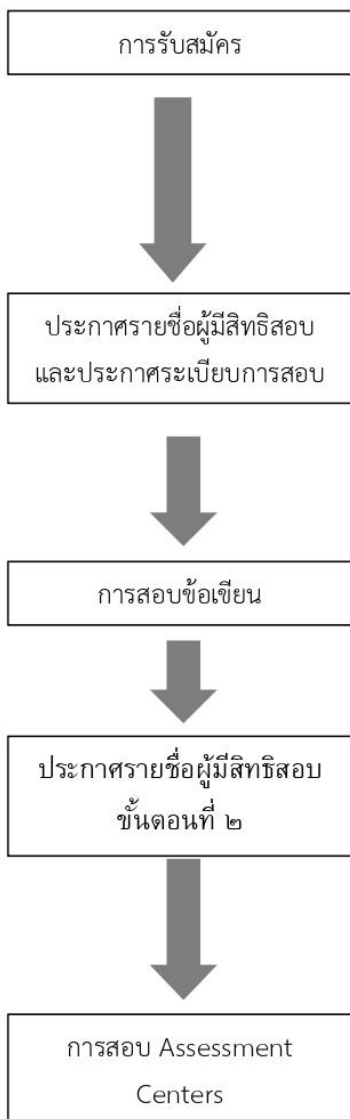 การรับสมัคร
ประกาศรายชื่อผู้มีสิทธิสอบ
และประกาศระเบียบการสอบ
การสอบข้อเขียน
ประกาศรายชื่อผู้มีสิทธิสอบ
ขั้นตอนที่ ๒
การสอบ Assessment
Centers